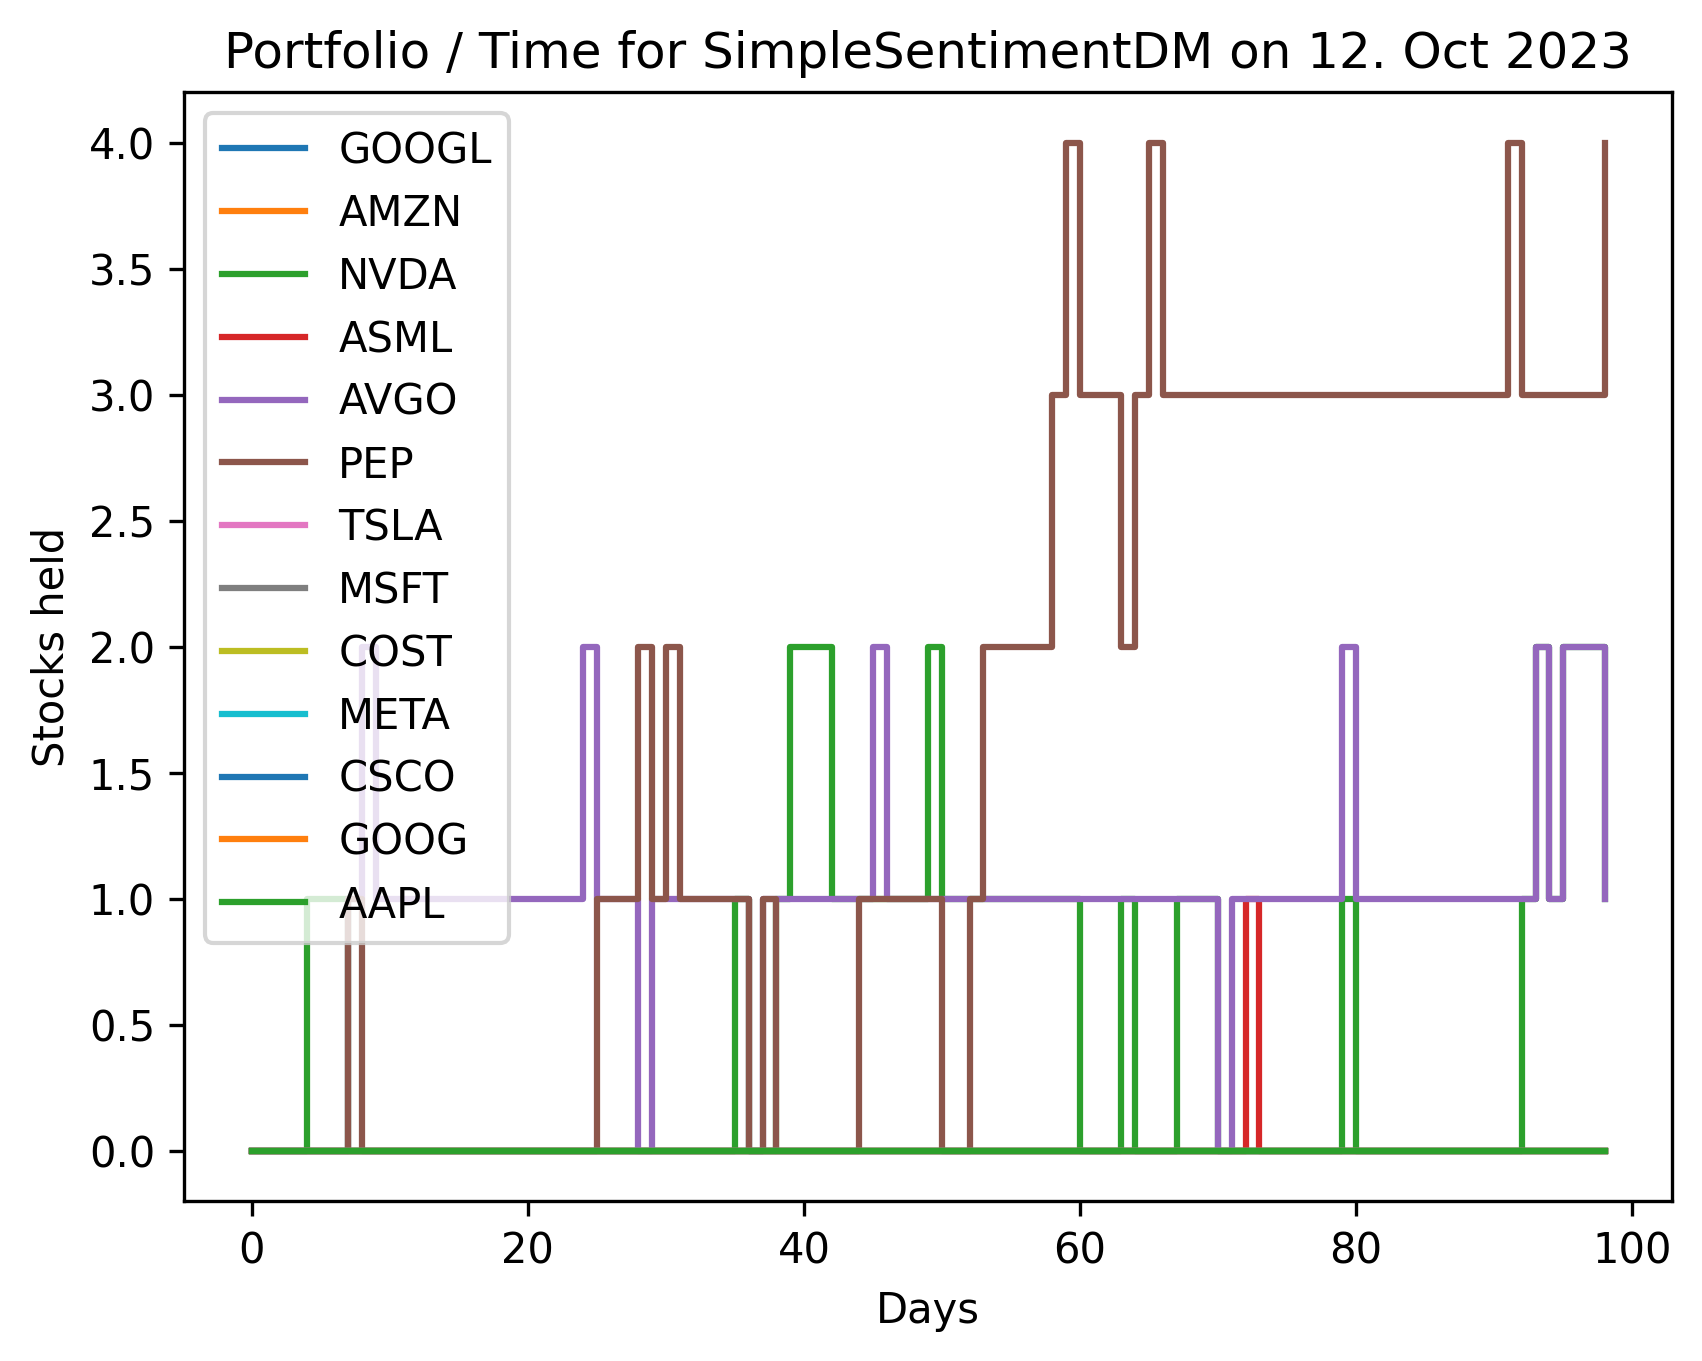 Portfolio / Time for SimpleSentimentDM on 12. Oct 2023
GOOGL
AMZN
NVDA
ASML
AVGO
PEP
TSLA
MSFT
COST
META
CSCO
GOOG
AAPL
Stocks held
4.0
3.5
3.0
2.5
2.0
1.5
1.0
0.5
0.0
0 20 40 60 80 100
Days